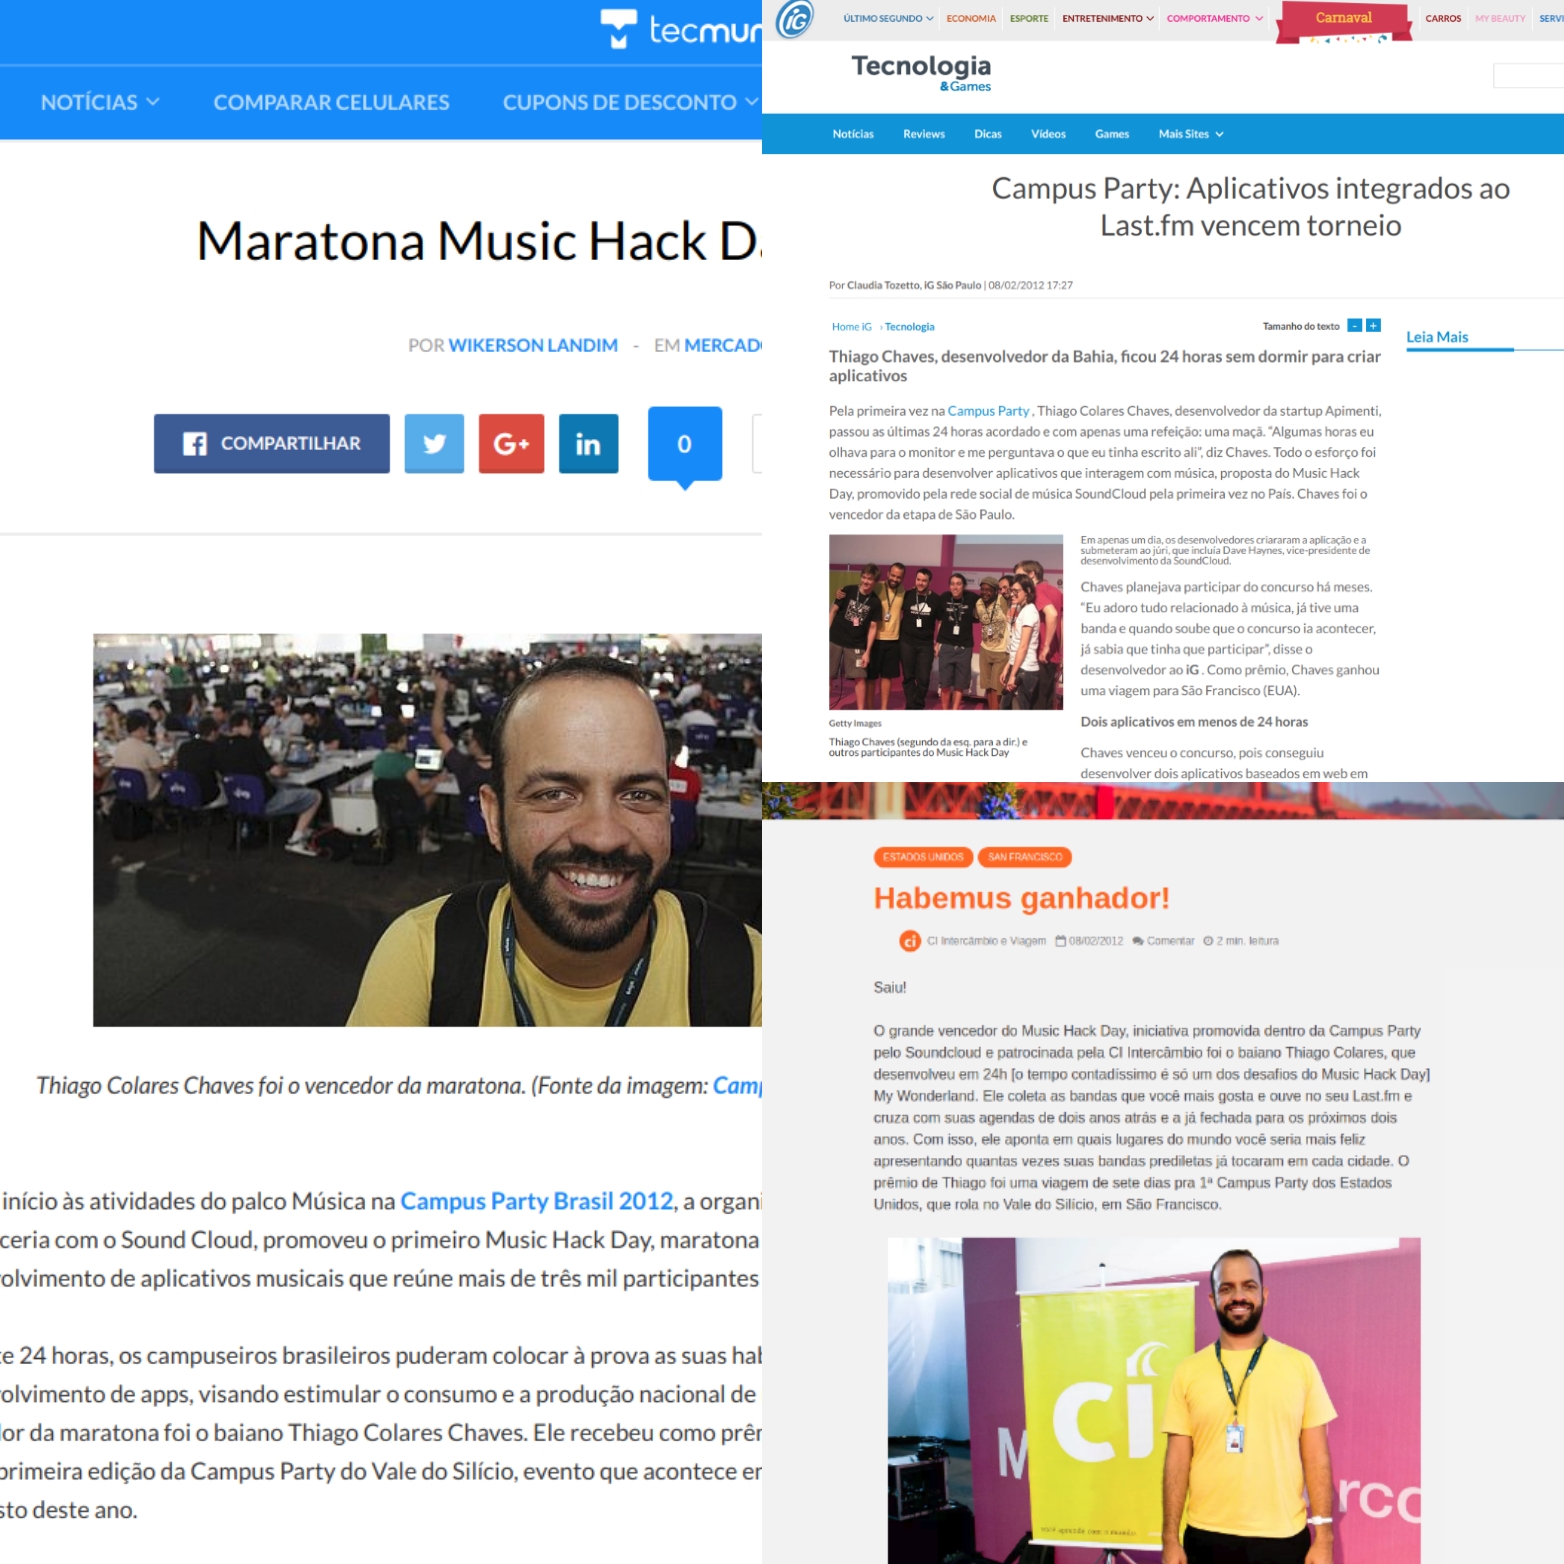 tecmun
NOTÍCIAS
COMPARAR CELULARES
CUPONS DE DESCONTO
Maratona Music Hack Da
POR WIKERSON LANDIM - EM MERCADO
COMPARTILHAR
G+
in
0
Thiago Colares Chaves foi o vencedor da maratona. (Fonte da imagem: Camp
início às atividades do palco Música na Campus Party Brasil 2012, a organi
ceria com o Sound Cloud, promoveu o primeiro Music Hack Day, maratona
olvimento de aplicativos musicais que reúne mais de três mil participantes
e 24 horas, os campuseiros brasileiros puderam colocar à prova as suas hab
olvimento de apps, visando estimular o consumo e a produção nacional de
or da maratona foi o baiano Thiago Colares Chaves. Ele recebeu como prêm
primeira edição da Campus Party do Vale do Silício, evento que acontece em
sto deste ano.
iG
ÚLTIMO SEGUNDO
ECONOMIA
ESPORTE
ENTRETENIMENTO
COMPORTAMENTO
Carnaval
CARROS
MY BEAUTY
SERVI
Tecnologia
&Games
Notícias
Reviews
Dicas
Vídeos
Games
Mais Sites
Campus Party: Aplicativos integrados ao
Last.fm vencem torneio
Por Claudia Tozetto, iG São Paulo | 08/02/2012 17:27
Home iG › Tecnologia
Tamanho do texto - +
Leia Mais
Thiago Chaves, desenvolvedor da Bahia, ficou 24 horas sem dormir para criar
aplicativos
Pela primeira vez na Campus Party , Thiago Colares Chaves, desenvolvedor da startup Apimenti,
passou as últimas 24 horas acordado e com apenas uma refeição: uma maçã. “Algumas horas eu
olhava para o monitor e me perguntava o que eu tinha escrito ali”, diz Chaves. Todo o esforço foi
necessário para desenvolver aplicativos que interagem com música, proposta do Music Hack
Day, promovido pela rede social de música SoundCloud pela primeira vez no País. Chaves foi o
vencedor da etapa de São Paulo.
Getty Images
Thiago Chaves (segundo da esq. para a dir.) e
outros participantes do Music Hack Day
Em apenas um dia, os desenvolvedores criararam a aplicação e a
submeteram ao júri, que incluía Dave Haynes, vice-presidente de
desenvolvimento da SoundCloud.
Chaves planejava participar do concurso há meses.
“Eu adoro tudo relacionado à música, já tive uma
banda e quando soube que o concurso ia acontecer,
já sabia que tinha que participar”, disse o
desenvolvedor ao iG . Como prêmio, Chaves ganhou
uma viagem para São Francisco (EUA).
Dois aplicativos em menos de 24 horas
Chaves venceu o concurso, pois conseguiu
desenvolver dois aplicativos baseados em web em
ESTADOS UNIDOS
SAN FRANCISCO
Habemus ganhador!
ci CI Intercâmbio e Viagem 08/02/2012 Comentar 2 min. leitura
Saiu!
O grande vencedor do Music Hack Day, iniciativa promovida dentro da Campus Party
pelo Soundcloud e patrocinada pela CI Intercâmbio foi o baiano Thiago Colares, que
desenvolveu em 24h [o tempo contadíssimo é só um dos desafios do Music Hack Day]
My Wonderland. Ele coleta as bandas que você mais gosta e ouve no seu Last.fm e
cruza com suas agendas de dois anos atrás e a já fechada para os próximos dois
anos. Com isso, ele aponta em quais lugares do mundo você seria mais feliz
apresentando quantas vezes suas bandas prediletas já tocaram em cada cidade. O
prêmio de Thiago foi uma viagem de sete dias pra 1ª Campus Party dos Estados
Unidos, que rola no Vale do Silício, em São Francisco.
ci
M
rco
você aprende com o mundo